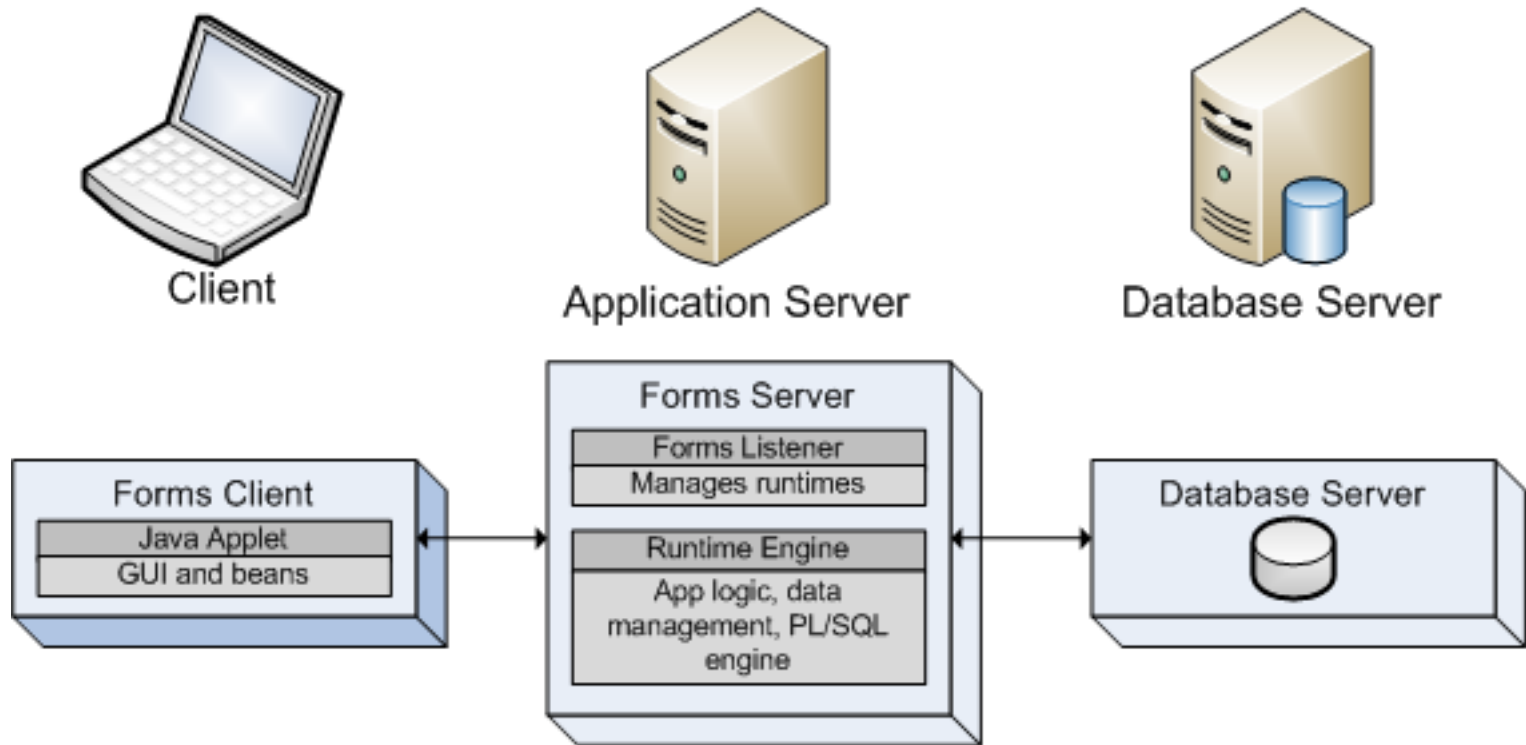 Client
Application Server
Database Server
Forms Client
Java Applet
GUI and beans
Forms Server
Forms Listener
Manages runtimes
Runtime Engine
App logic, data
management, PL/SQL
engine
Database Server